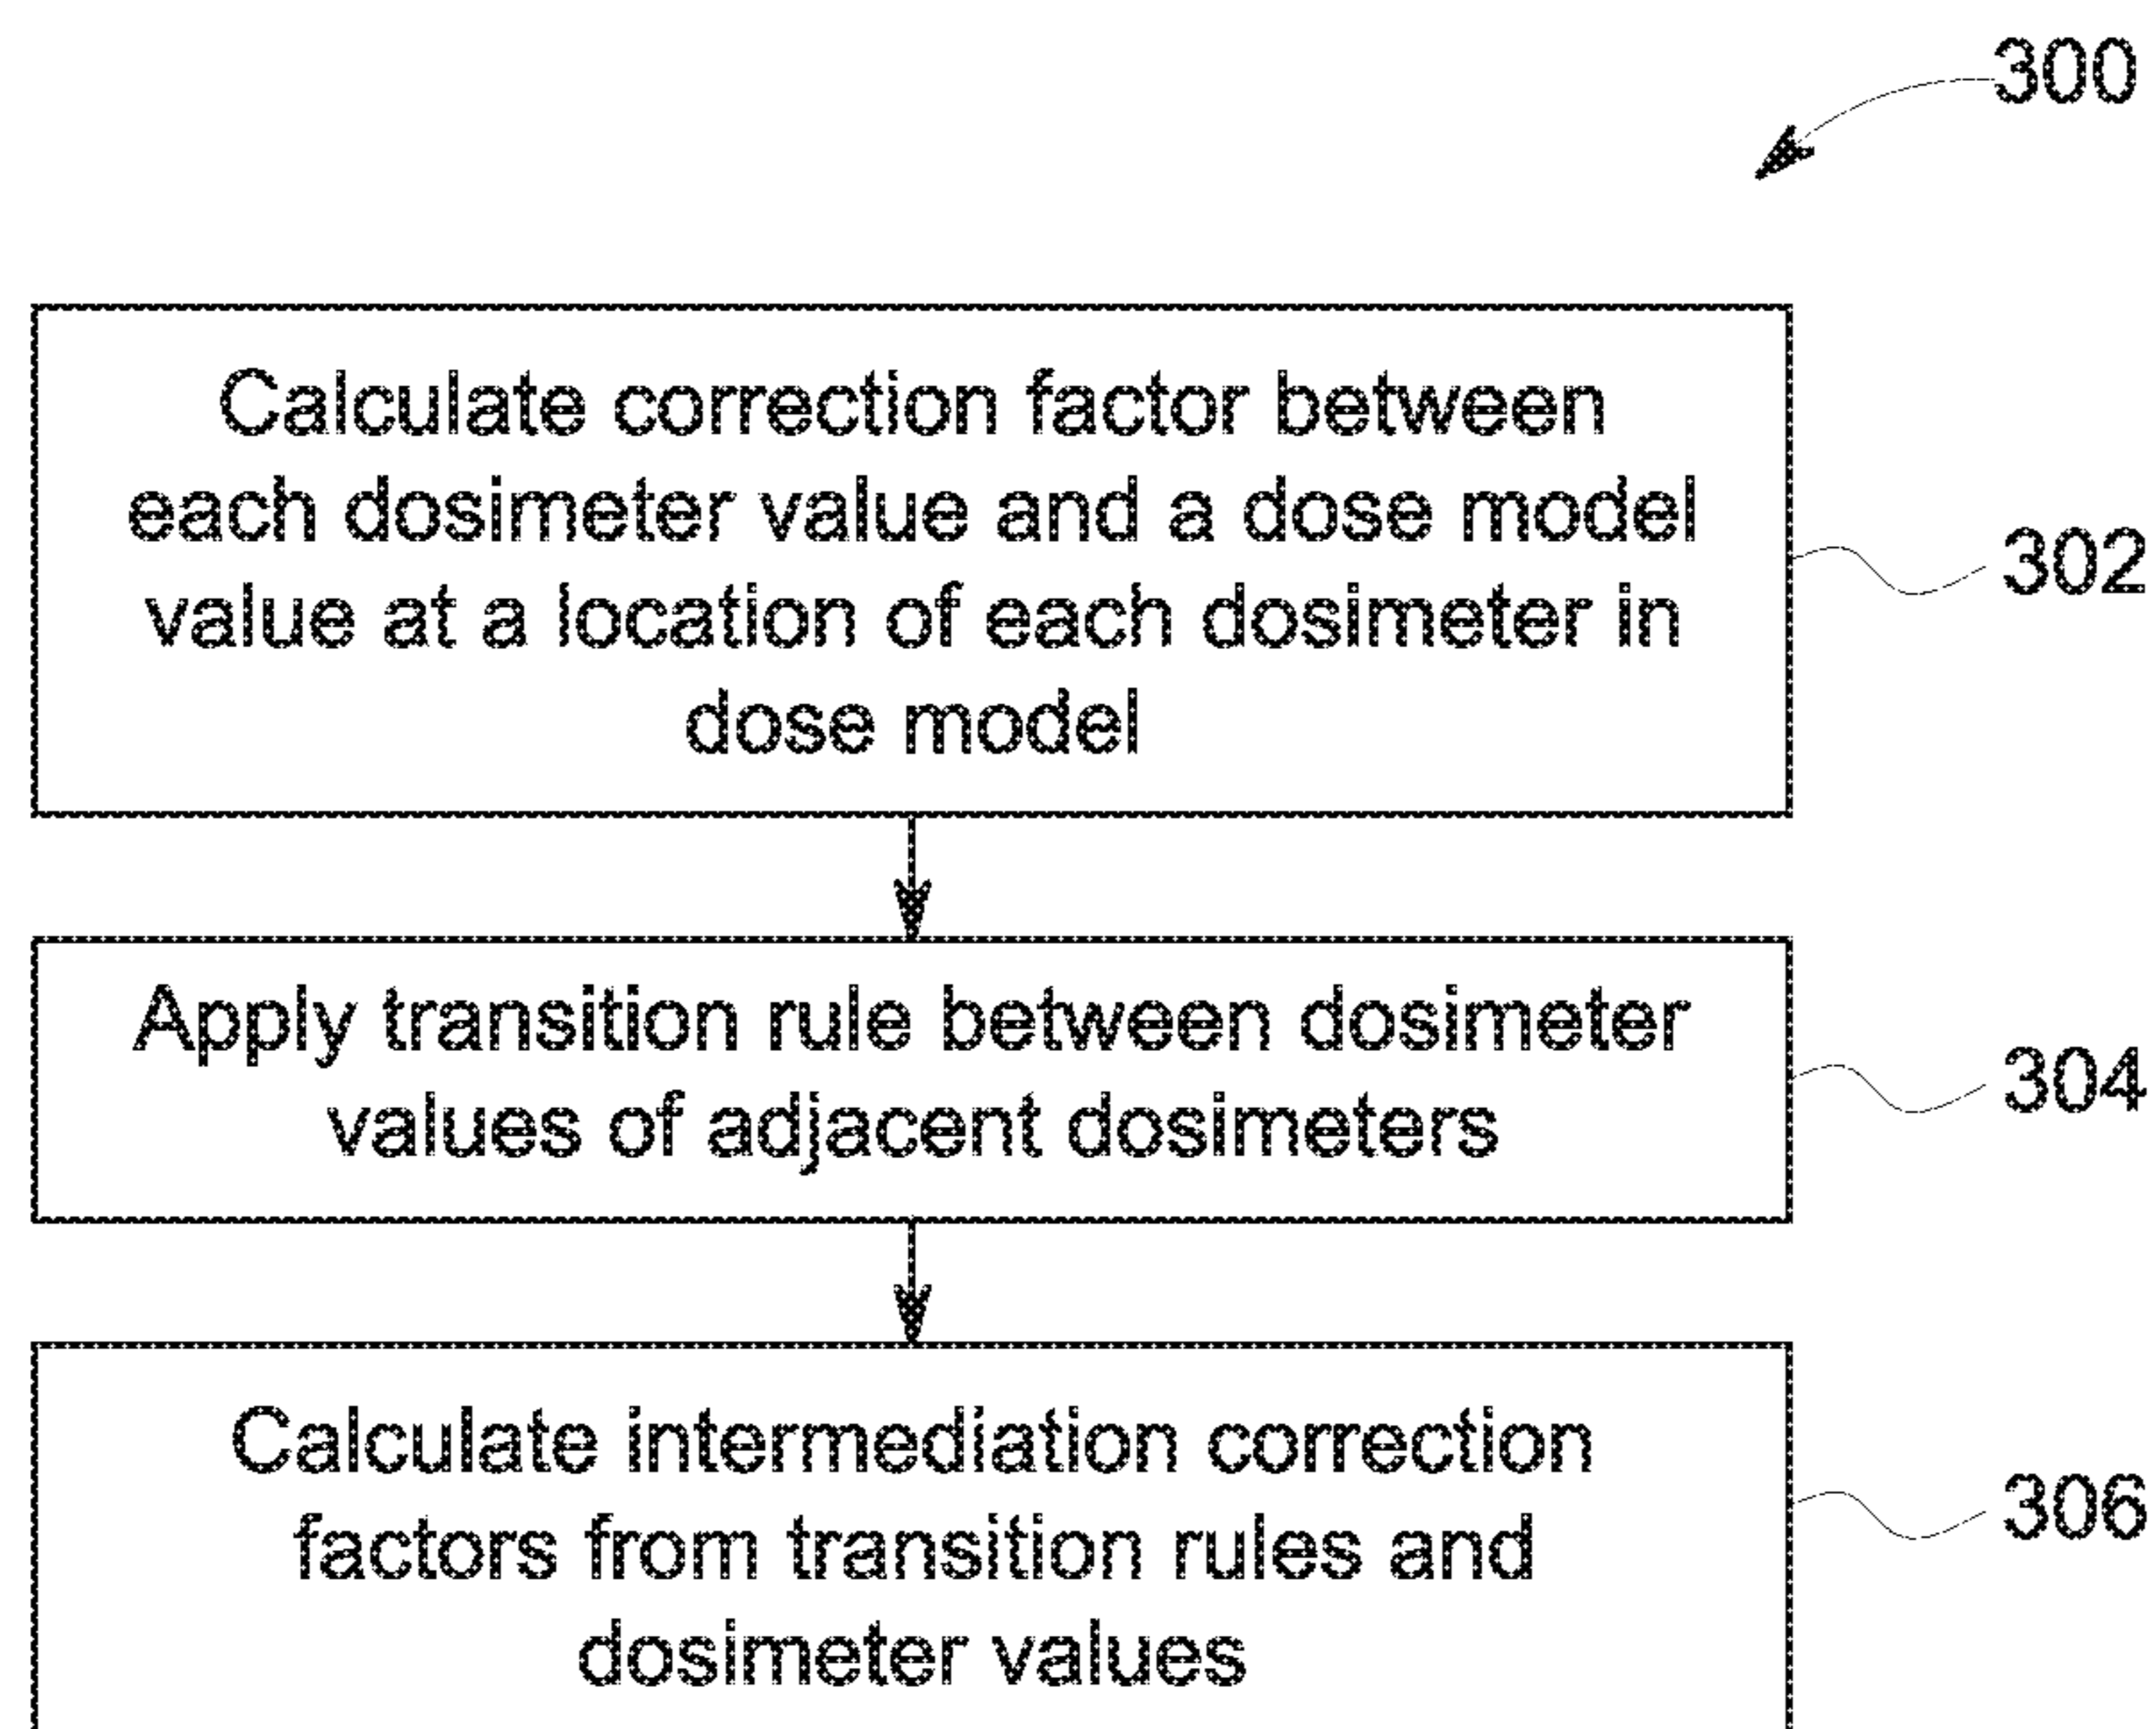 300
Calculate correction factor between
each dosimeter value and a dose model
value at a location of each dosimeter in
dose model
302
Apply transition rule between dosimeter
values of adjacent dosimeters
304
Calculate intermediation correction
factors from transition rules and
dosimeter values
306